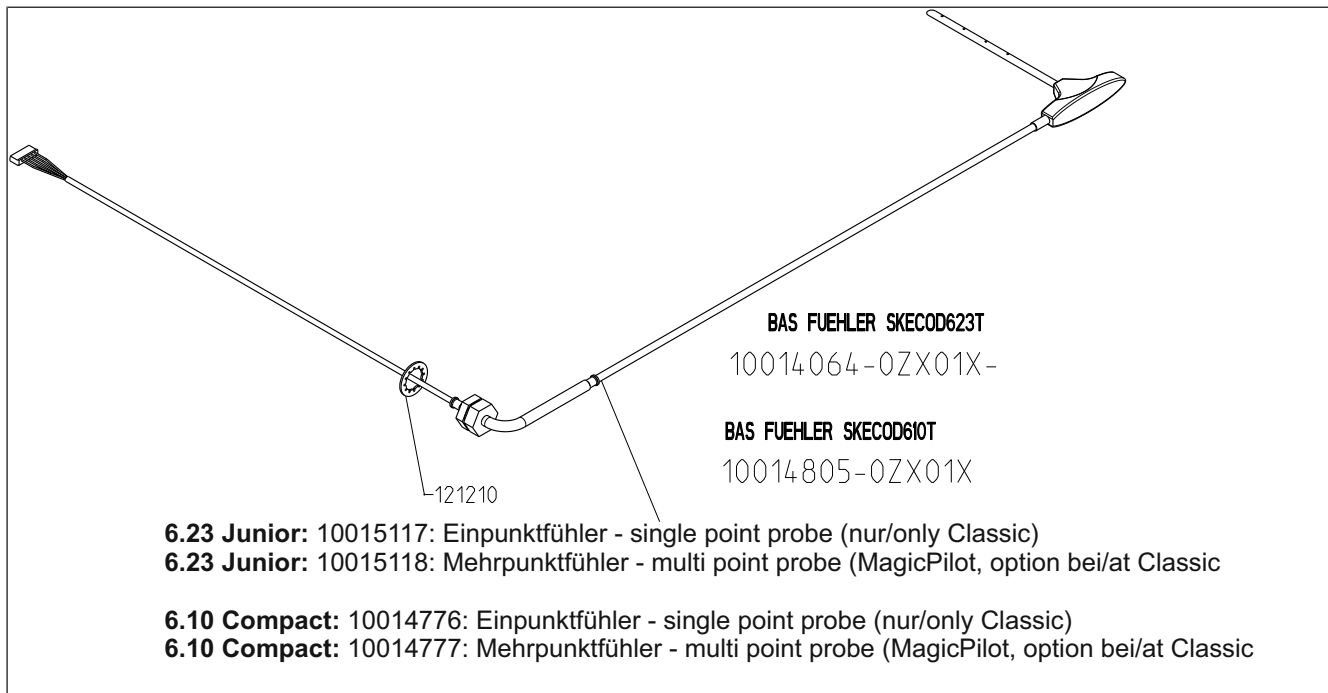 BAS FUEHLER SKECOD623T
10014064-0ZX01X-
BAS FUEHLER SKECOD610T
10014805-0ZX01X
121210
6.23 Junior: 10015117: Einpunktfühler - single point probe (nur/only Classic)
6.23 Junior: 10015118: Mehrpunktfühler - multi point probe (MagicPilot, option bei/at Classic
6.10 Compact: 10014776: Einpunktfühler - single point probe (nur/only Classic)
6.10 Compact: 10014777: Mehrpunktfühler - multi point probe (MagicPilot, option bei/at Classic